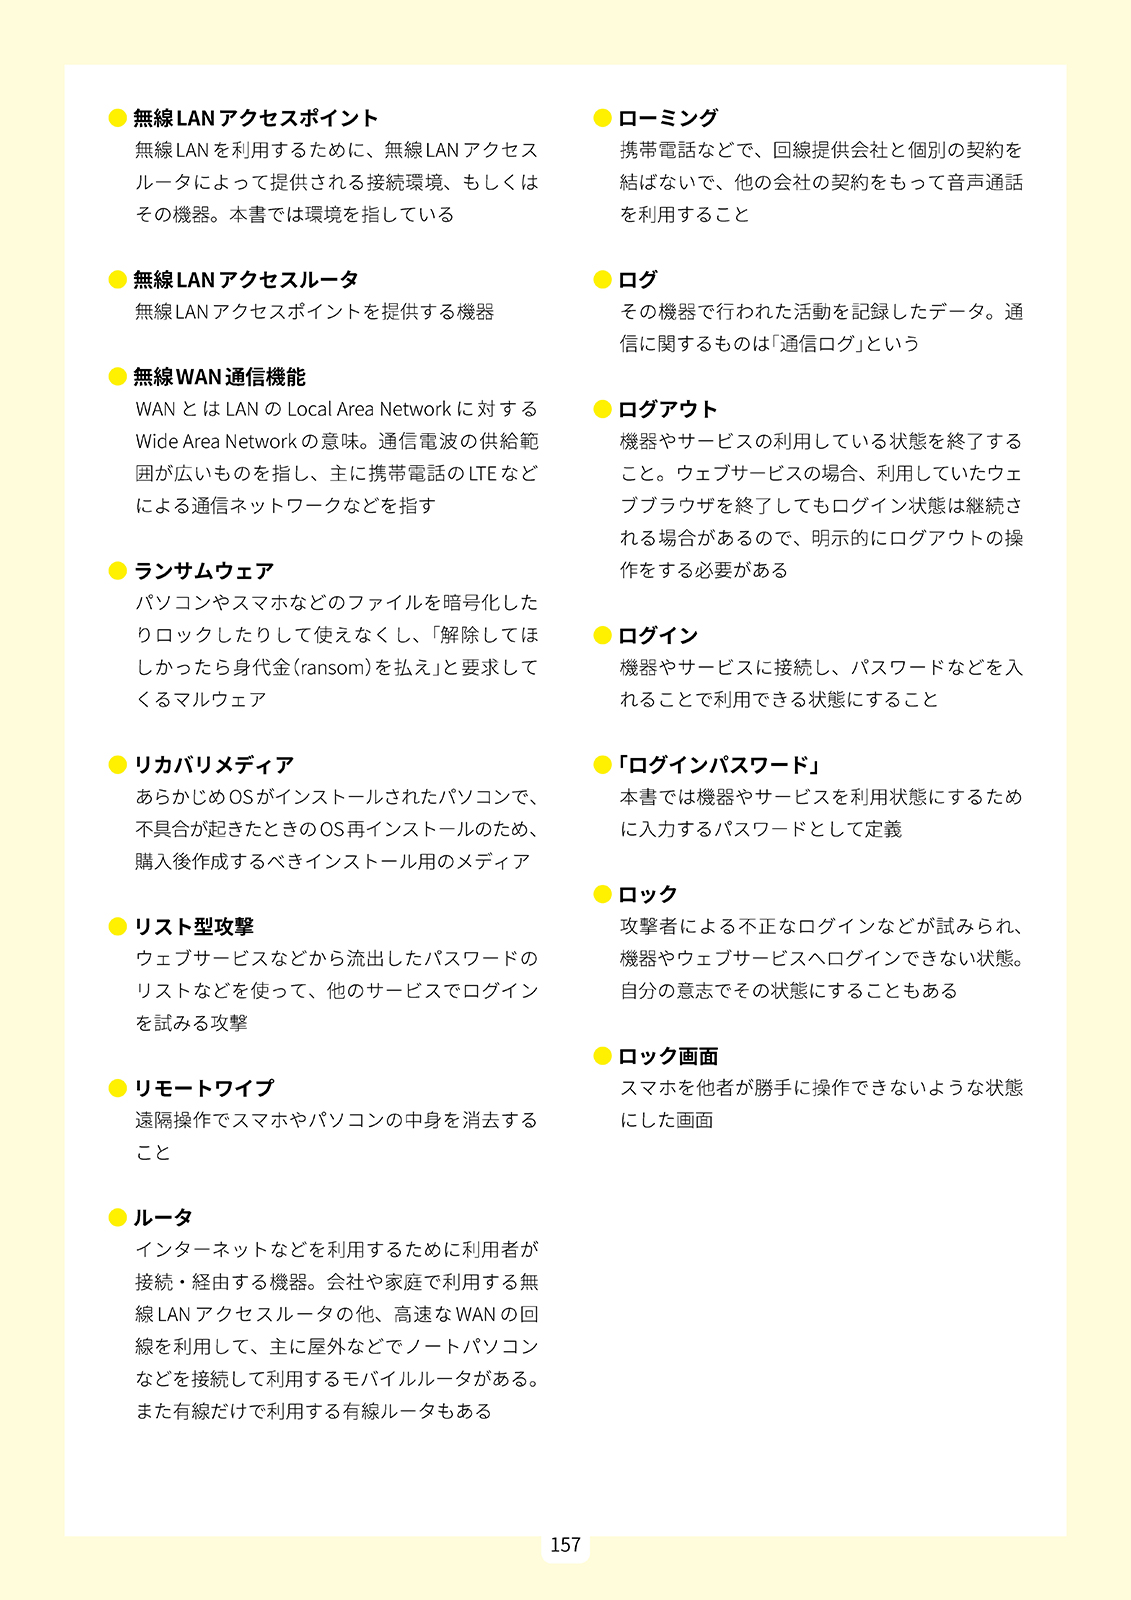 ●無線LANアクセスポイント
無線LANを利用するために、無線LANアクセス
ルータによって提供される接続環境、もしくは
その機器。本書では環境を指している
●無線LANアクセスルータ
無線LANアクセスポイントを提供する機器
●無線WAN通信機能
WANとはLANのLocal Area Networkに対する
Wide Area Networkの意味。通信電波の供給範
囲が広いものを指し、主に携帯電話のLTEなど
による通信ネットワークなどを指す
●ランサムウェア
パソコンやスマホなどのファイルを暗号化した
りロックしたりして使えなくし、「解除してほ
しかったら身代金(ransom)を払え」と要求して
くるマルウェア
●リカバリメディア
あらかじめOSがインストールされたパソコンで、
不具合が起きたときのOS再インストールのため、
購入後作成するべきインストール用のメディア
●リスト型攻撃
ウェブサービスなどから流出したパスワードの
リストなどを使って、他のサービスでログイン
を試みる攻撃
●リモートワイプ
遠隔操作でスマホやパソコンの中身を消去する
こと
●ルータ
インターネットなどを利用するために利用者が
接続・経由する機器。会社や家庭で利用する無
線LANアクセスルータの他、高速なWANの回
線を利用して、主に屋外などでノートパソコン
などを接続して利用するモバイルルータがある。
また有線だけで利用する有線ルータもある
●ローミング
携帯電話などで、回線提供会社と個別の契約を
結ばないで、他の会社の契約をもって音声通話
を利用すること
●ログ
その機器で行われた活動を記録したデータ。通
信に関するものは「通信ログ」という
●ログアウト
機器やサービスの利用している状態を終了する
こと。ウェブサービスの場合、利用していたウェ
ブブラウザを終了してもログイン状態は継続さ
れる場合があるので、明示的にログアウトの操
作をする必要がある
●ログイン
機器やサービスに接続し、パスワードなどを入
れることで利用できる状態にすること
●「ログインパスワード」
本書では機器やサービスを利用状態にするため
に入力するパスワードとして定義
●ロック
攻撃者による不正なログインなどが試みられ、
機器やウェブサービスへログインできない状態。
自分の意志でその状態にすることもある
●ロック画面
スマホを他者が勝手に操作できないような状態
にした画面
157